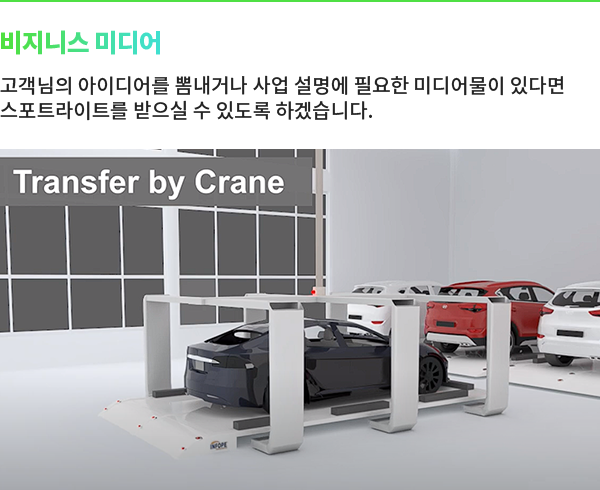 비지니스 미디어
고객님의 아이디어를 뽐내거나 사업 설명에 필요한 미디어물이 있다면
스포트라이트를 받으실 수 있도록 하겠습니다.
Transfer by Crane
INFOPE